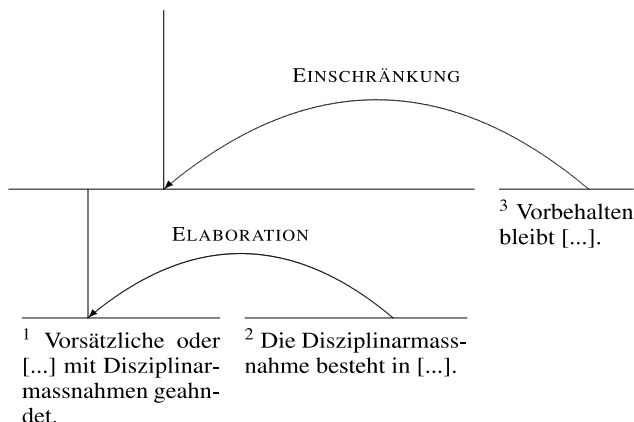 EINSCHRÄNKUNG
³ Vorbehalten
bleibt [...].
ELABORATION
¹ Vorsätzliche oder
[...] mit Disziplinar-
massnahmen geahn-
det.
² Die Disziplinarmass-
nahme besteht in [...].